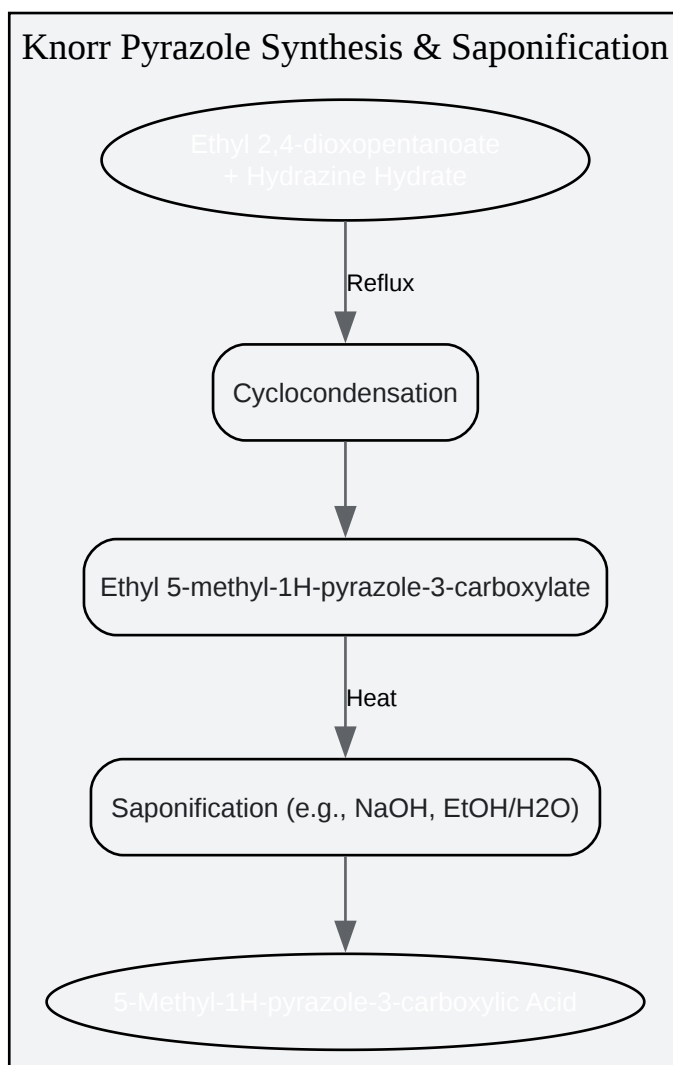 Knorr Pyrazole Synthesis & Saponification
Ethyl 2,4-dioxopentanoate
+ Hydrazine Hydrate
Reflux
Cyclocondensation
Ethyl 5-methyl-1H-pyrazole-3-carboxylate
Heat
Saponification (e.g., NaOH, EtOH/H2O)
5-Methyl-1H-pyrazole-3-carboxylic Acid